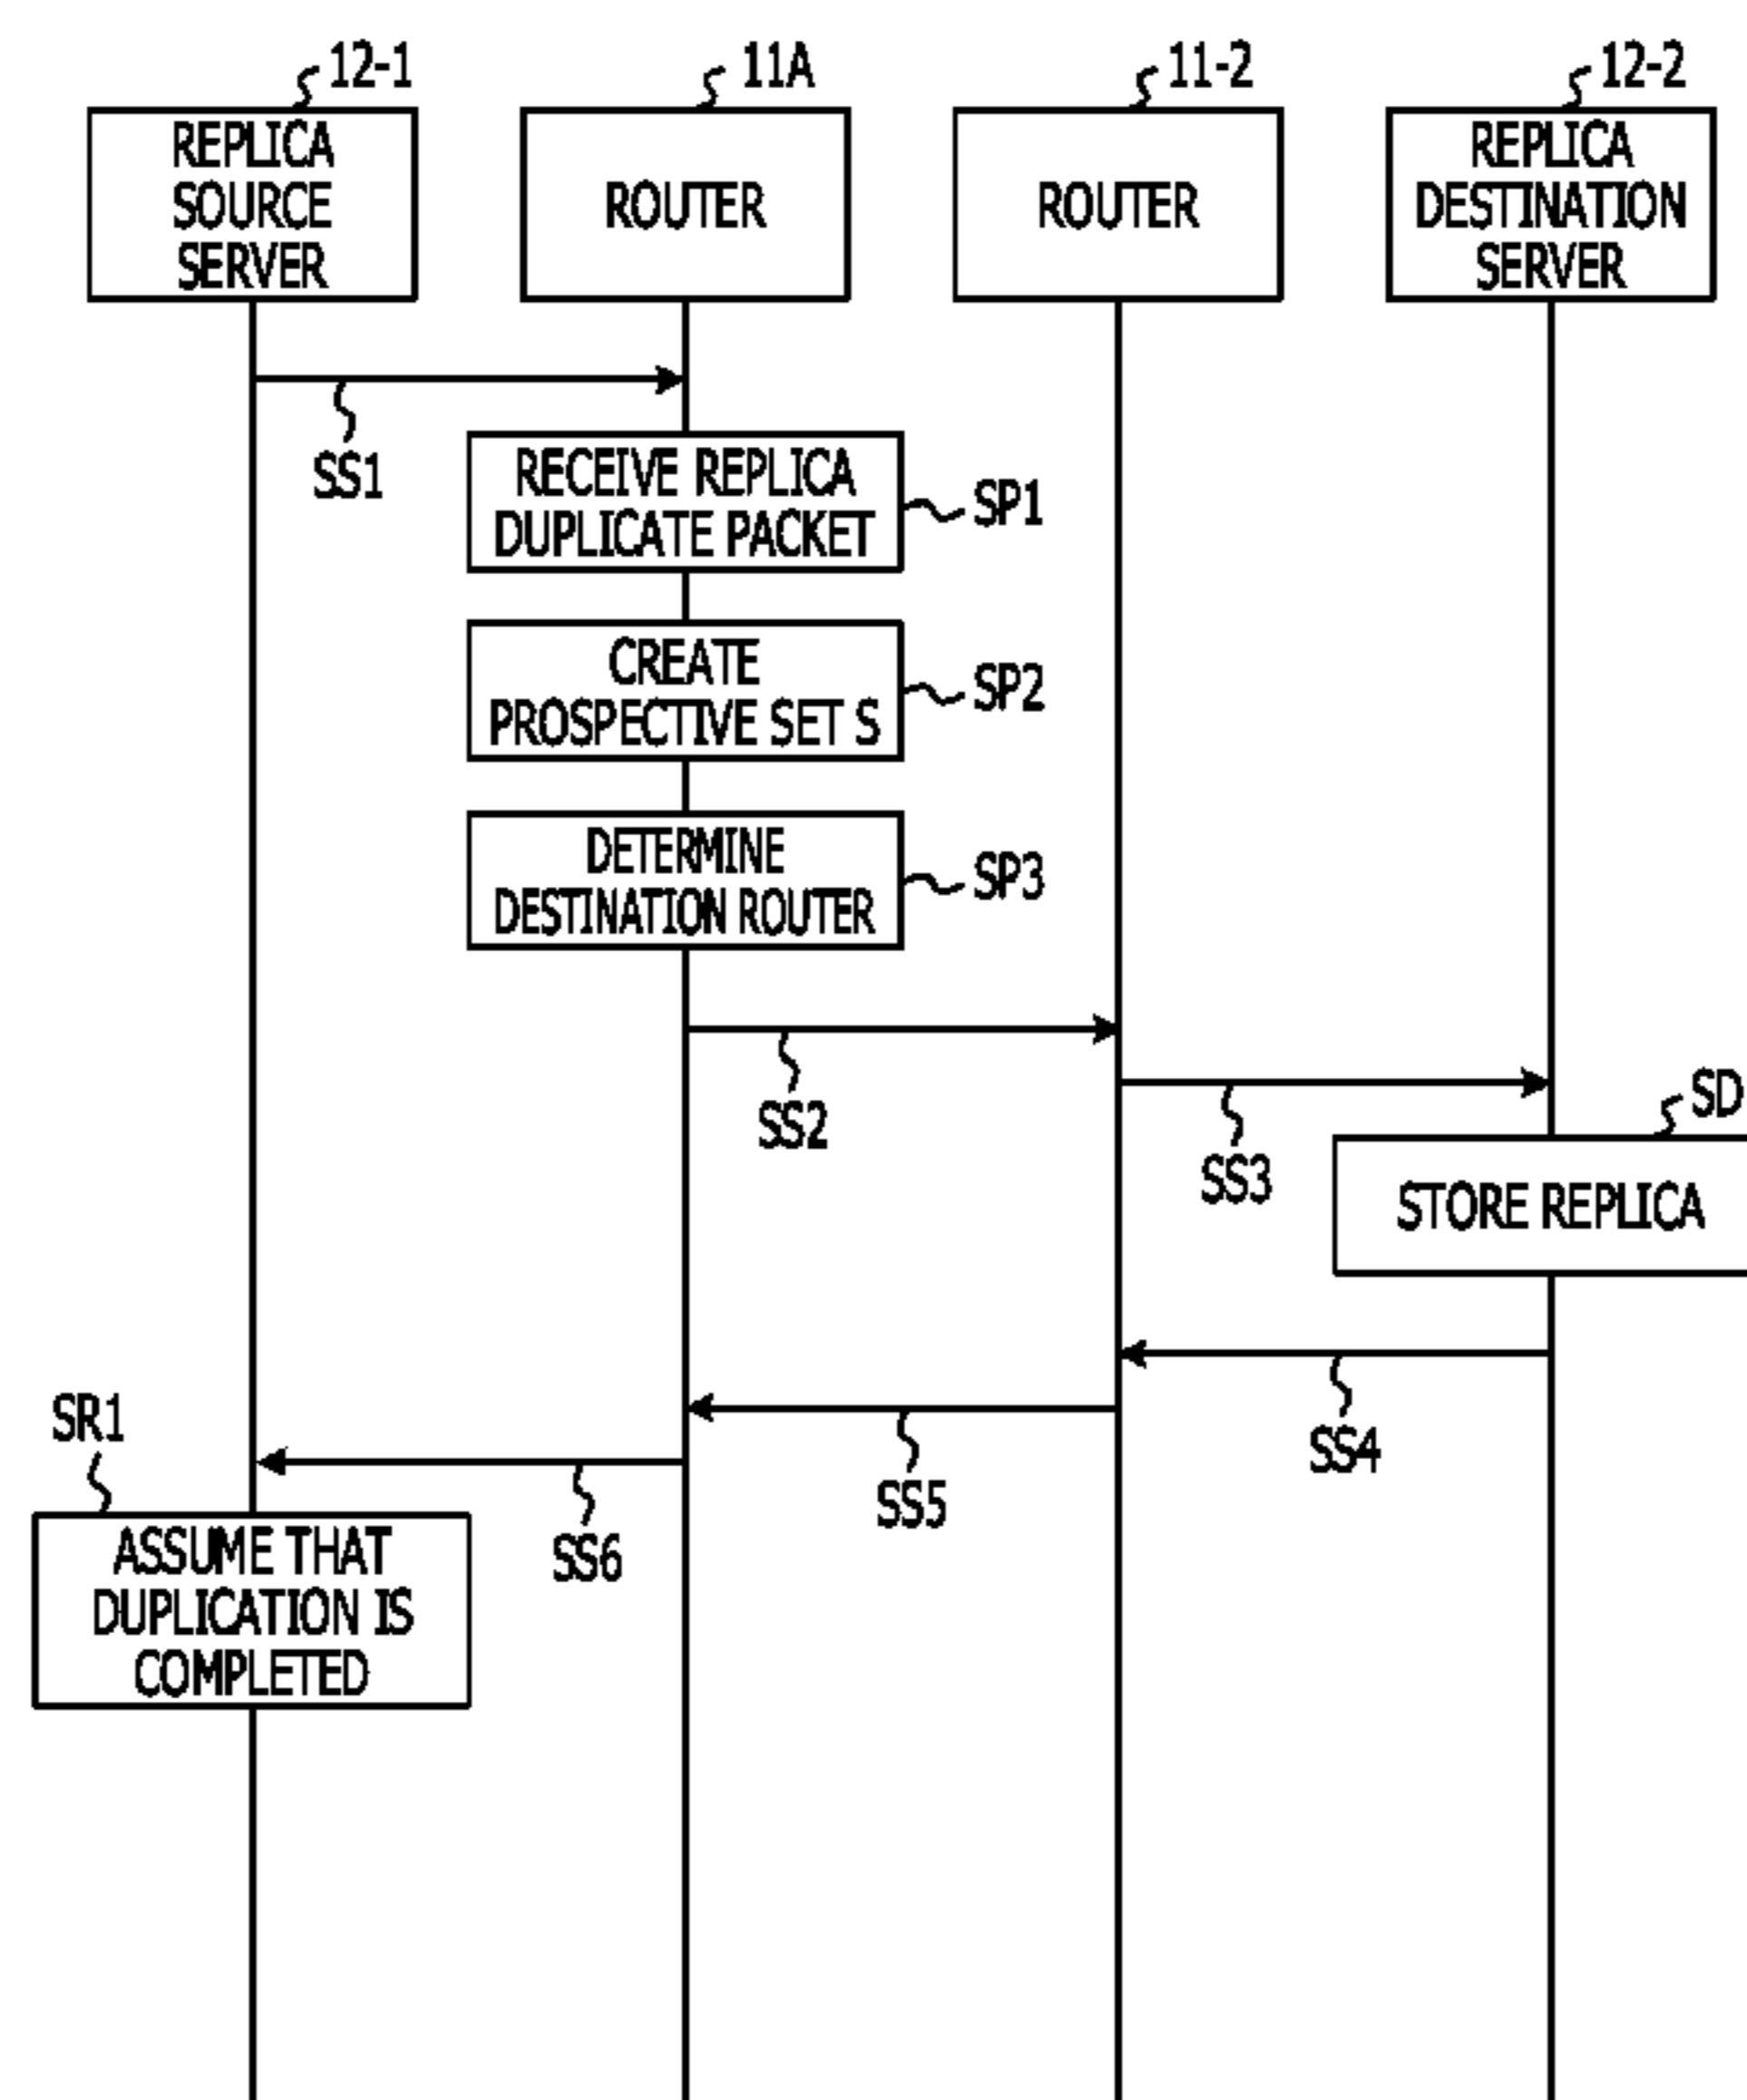 12-1
11A
11-2
12-2
REPLICA
SOURCE
SERVER
ROUTER
ROUTER
REPLICA
DESTINATION
SERVER
SS1
RECEIVE REPLICA
DUPLICATE PACKET
SP1
CREATE
PROSPECTIVE SET S
SP2
DETERMINE
DESTINATION ROUTER
SP3
SS2
SS3
SD
STORE REPLICA
SS4
SS5
SS6
SR1
ASSUME THAT
DUPLICATION IS
COMPLETED